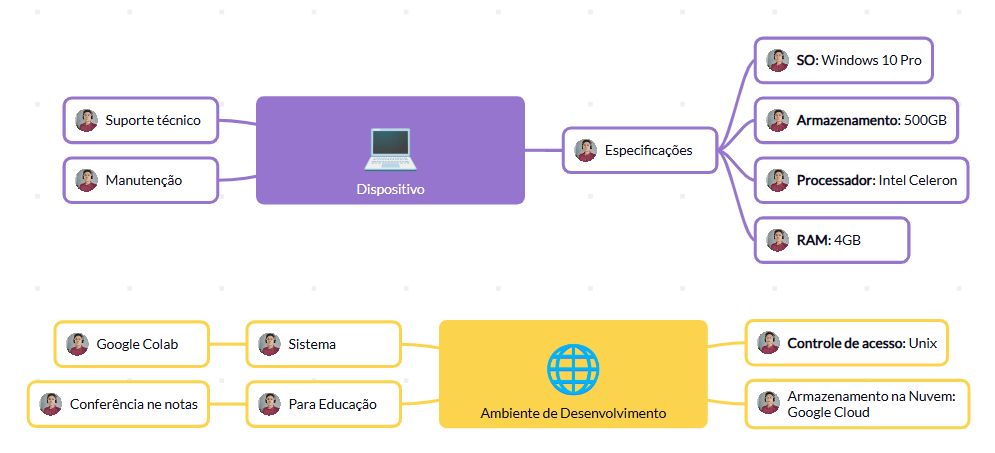 SO: Windows 10 Pro
Suporte técnico
Armazenamento: 500GB
Especificações
Manutenção
Dispositivo
Processador: Intel Celeron
RAM: 4GB
Google Colab
Sistema
Controle de acesso: Unix
Conferência ne notas
Para Educação
Ambiente de Desenvolvimento
Armazenamento na Nuvem:
Google Cloud